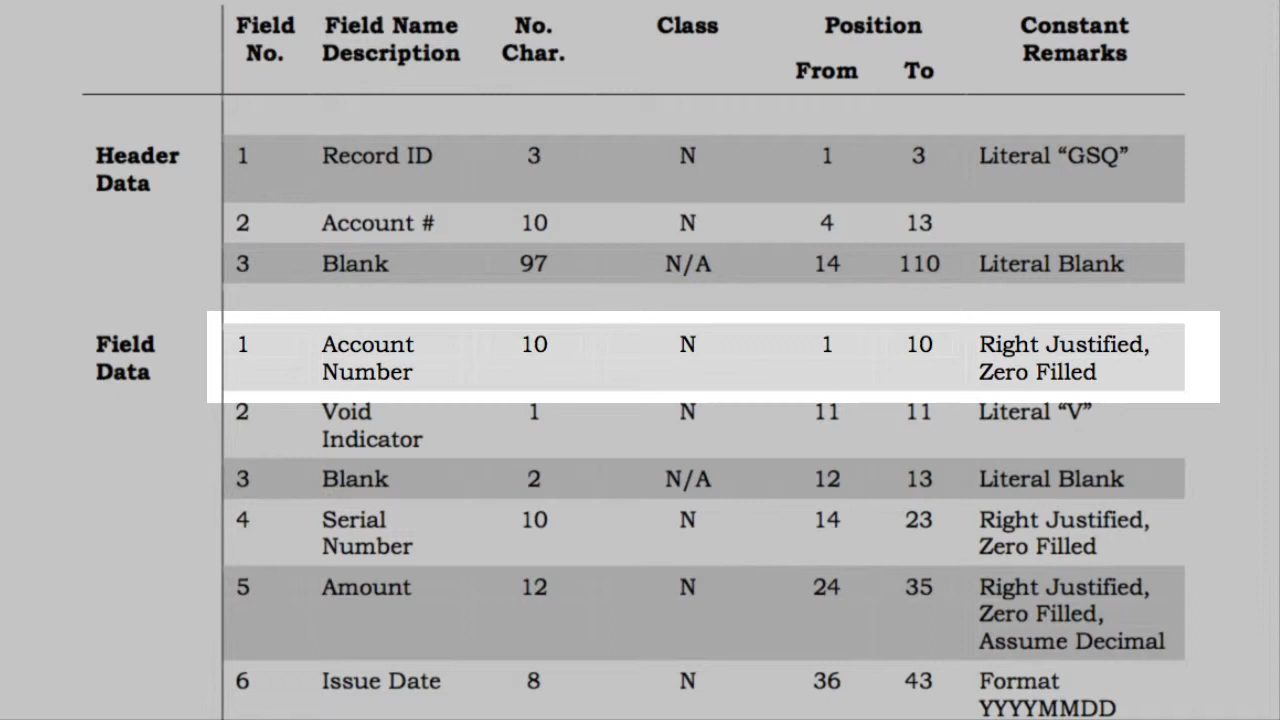 Field Field Name No. Class Position Constant
No. Description Char. Remarks
From To
Header 1 Record ID 3 N 1 3 Literal “GSQ”
Data
2 Account # 10 N 4 13
3 Blank 97 N/A 14 110 Literal Blank
Field 1 Account 10 N 1 10 Right Justified,
Data Number Zero Filled
2 Void 1 N 11 11 Literal “V”
Indicator
3 Blank 2 N/A 12 13 Literal Blank
4 Serial 10 N 14 23 Right Justified,
Number Zero Filled
5 Amount 12 N 24 35 Right Justified,
Zero Filled,
Assume Decimal
6 Issue Date 8 N 36 43 Format
YYYYMMDD